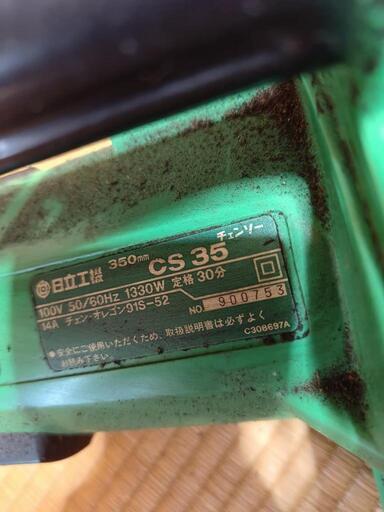 日立工機 350mm CS 35 チェンソー
100V 50/60Hz 1330W 定格 30分
14A チェン・オレゴン91S-52 NO. 900753
●安全にご使用いただくため、取扱説明書は必ずよく
お読み下さい。 C308697A